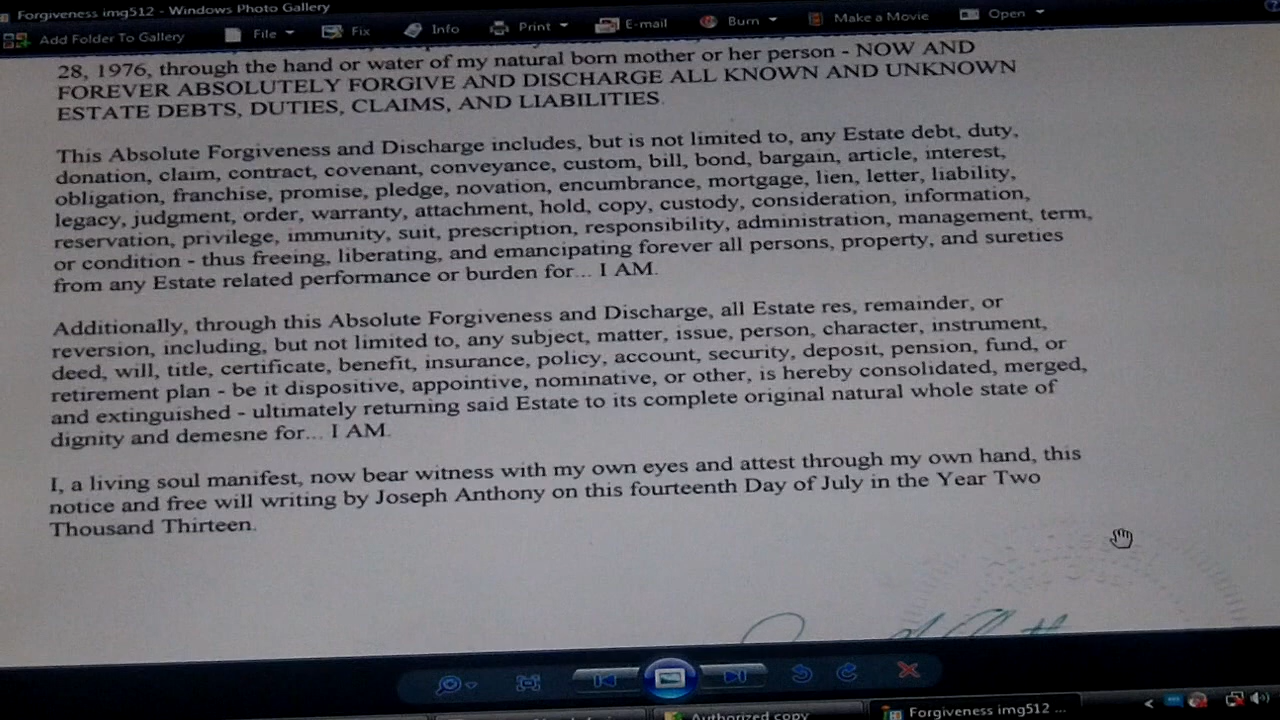 Forgiveness img512 - Windows Photo Gallery
Add Folder To Gallery File Fix Info Print E-mail Burn Make a Movie Open
28, 1976, through the hand or water of my natural born mother or her person - NOW AND
FOREVER ABSOLUTELY FORGIVE AND DISCHARGE ALL KNOWN AND UNKNOWN
ESTATE DEBTS, DUTIES, CLAIMS, AND LIABILITIES.
This Absolute Forgiveness and Discharge includes, but is not limited to, any Estate debt, duty,
donation, claim, contract, covenant, conveyance, custom, bill, bond, bargain, article, interest,
obligation, franchise, promise, pledge, novation, encumbrance, mortgage, lien, letter, liability,
legacy, judgment, order, warranty, attachment, hold, copy, custody, consideration, information,
reservation, privilege, immunity, suit, prescription, responsibility, administration, management, term,
or condition - thus freeing, liberating, and emancipating forever all persons, property, and sureties
from any Estate related performance or burden for... I AM.
Additionally, through this Absolute Forgiveness and Discharge, all Estate res, remainder, or
reversion, including, but not limited to, any subject, matter, issue, person, character, instrument,
deed, will, title, certificate, benefit, insurance, policy, account, security, deposit, pension, fund, or
retirement plan - be it dispositive, appointive, nominative, or other, is hereby consolidated, merged,
and extinguished - ultimately returning said Estate to its complete original natural whole state of
dignity and demesne for... I AM.
I, a living soul manifest, now bear witness with my own eyes and attest through my own hand, this
notice and free will writing by Joseph Anthony on this fourteenth Day of July in the Year Two
Thousand Thirteen.
Authorized copy
Forgiveness img512 ...